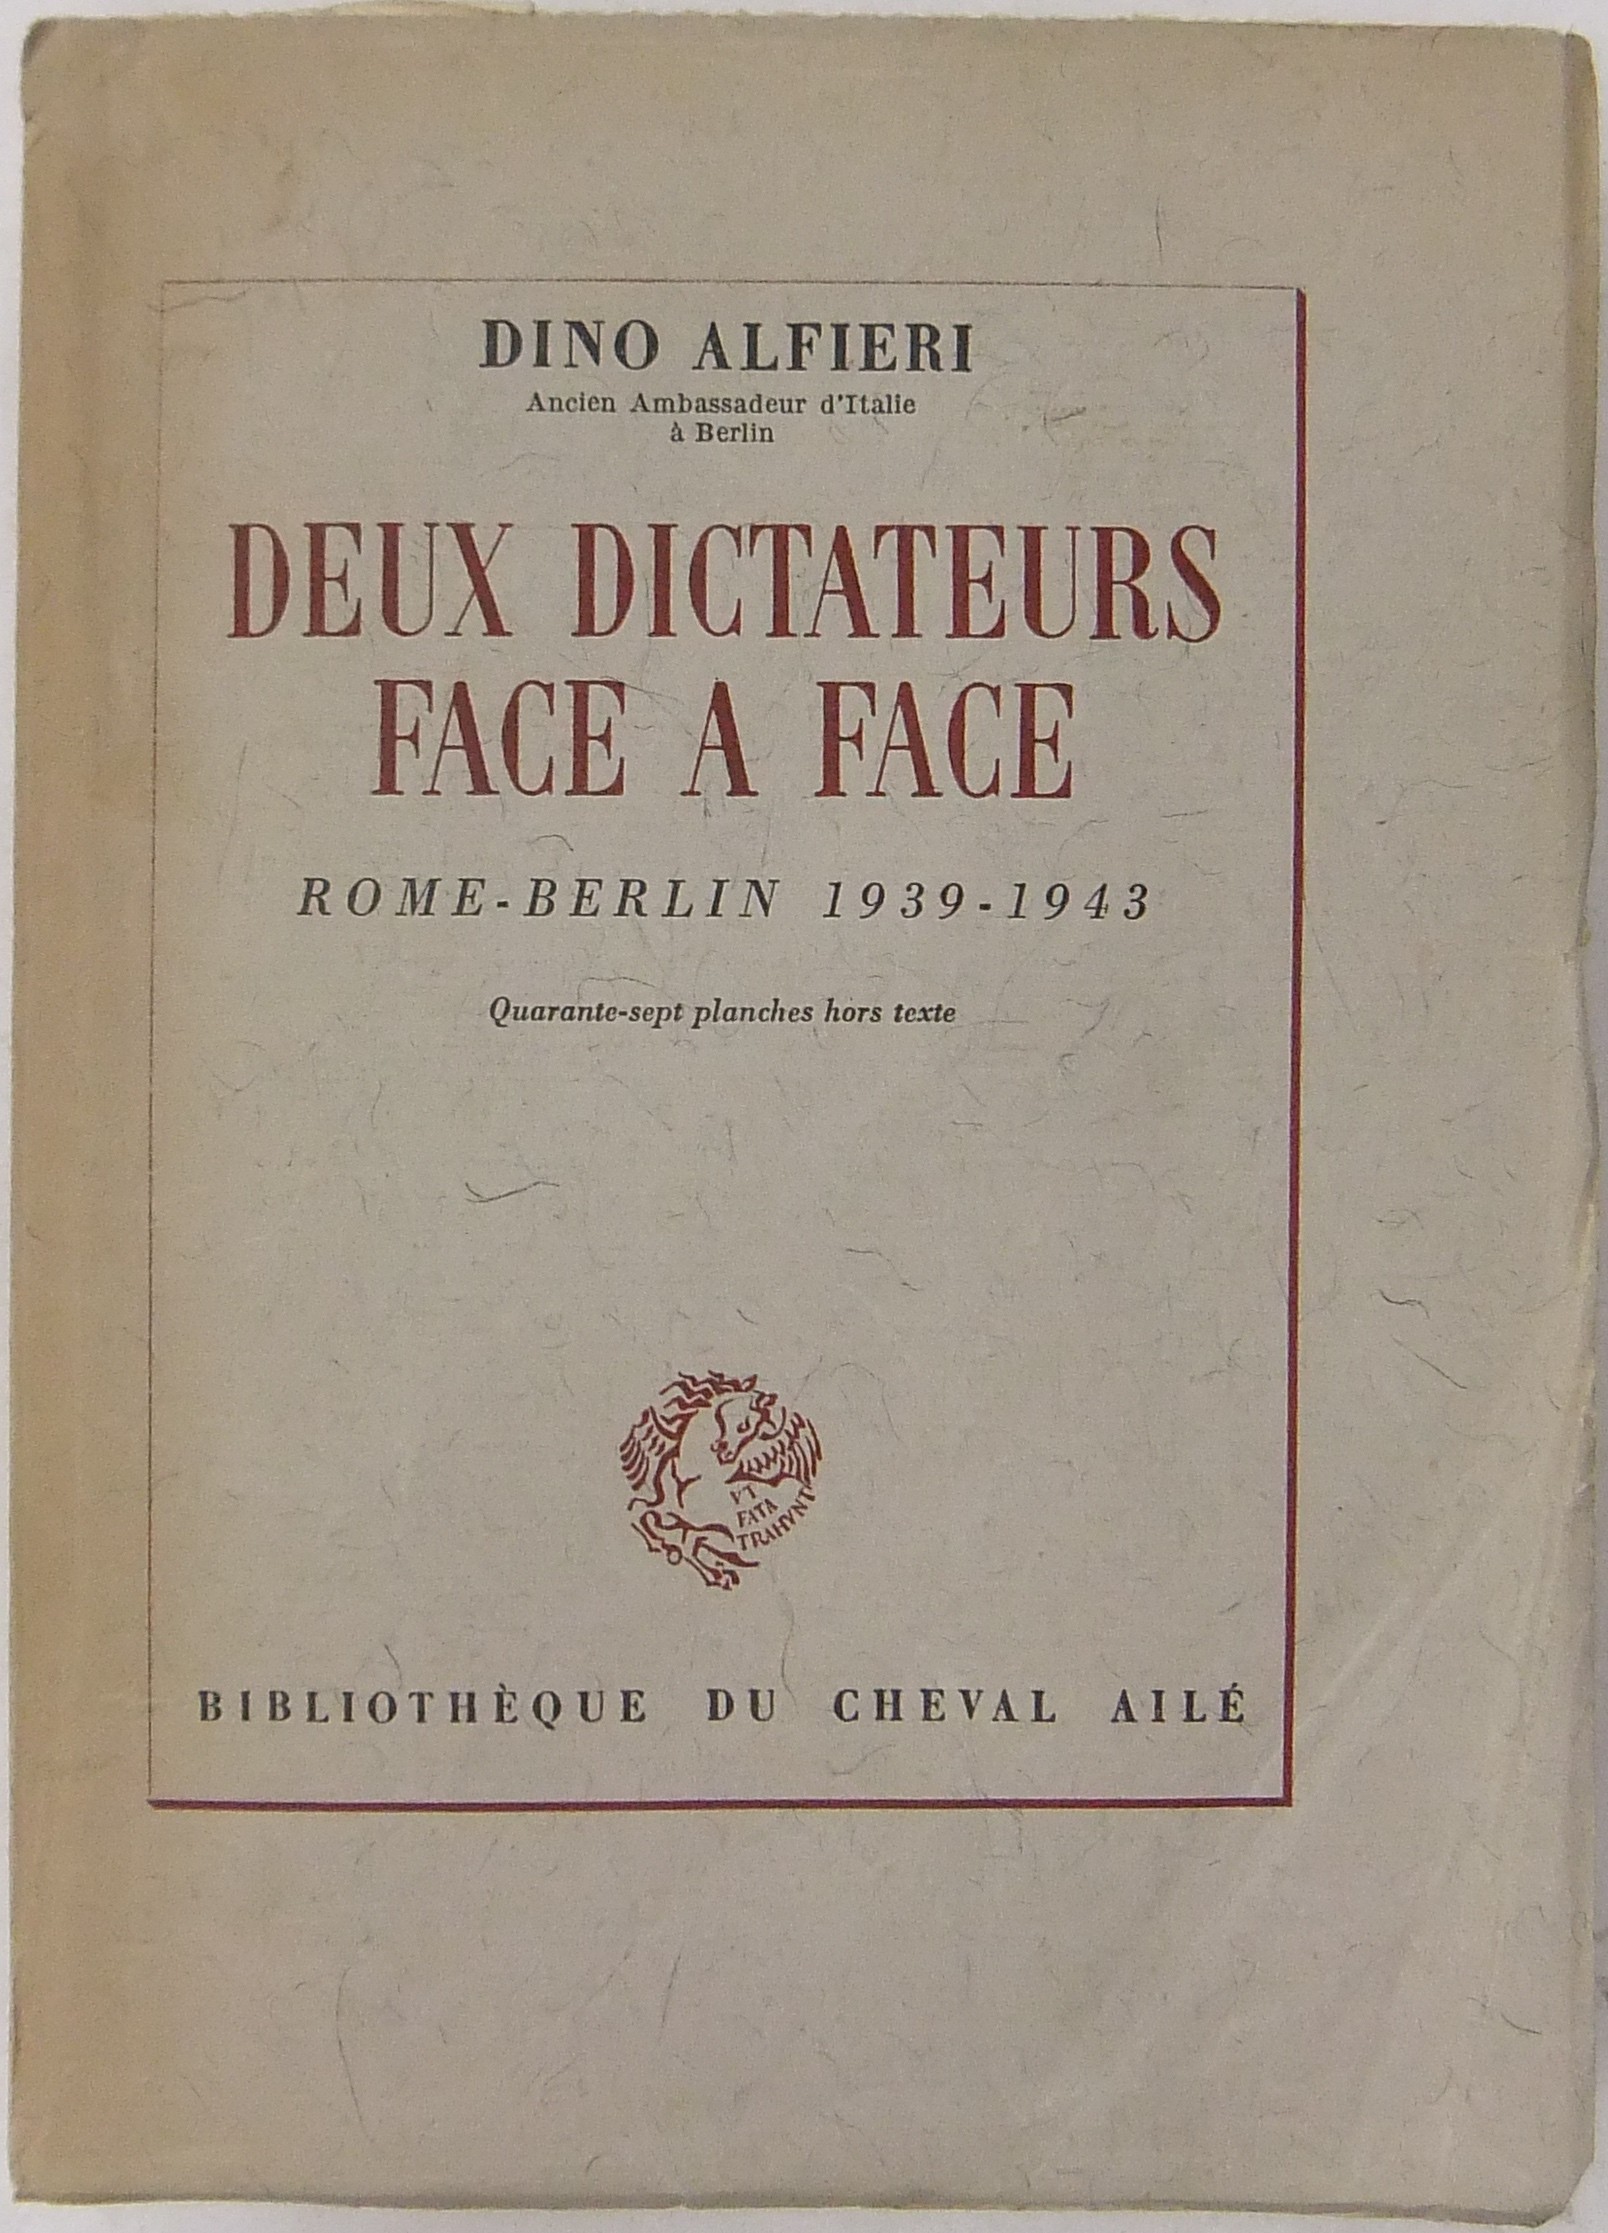 DINO ALFIERI
Ancien Ambassadeur d'Italie
à Berlin
DEUX DICTATEURS
FACE A FACE
ROME-BERLIN 1939-1943
Quarante-sept planches hors texte
VT
FATA
TRAHVNT
BIBLIOTHÈQUE DU CHEVAL AILÉ